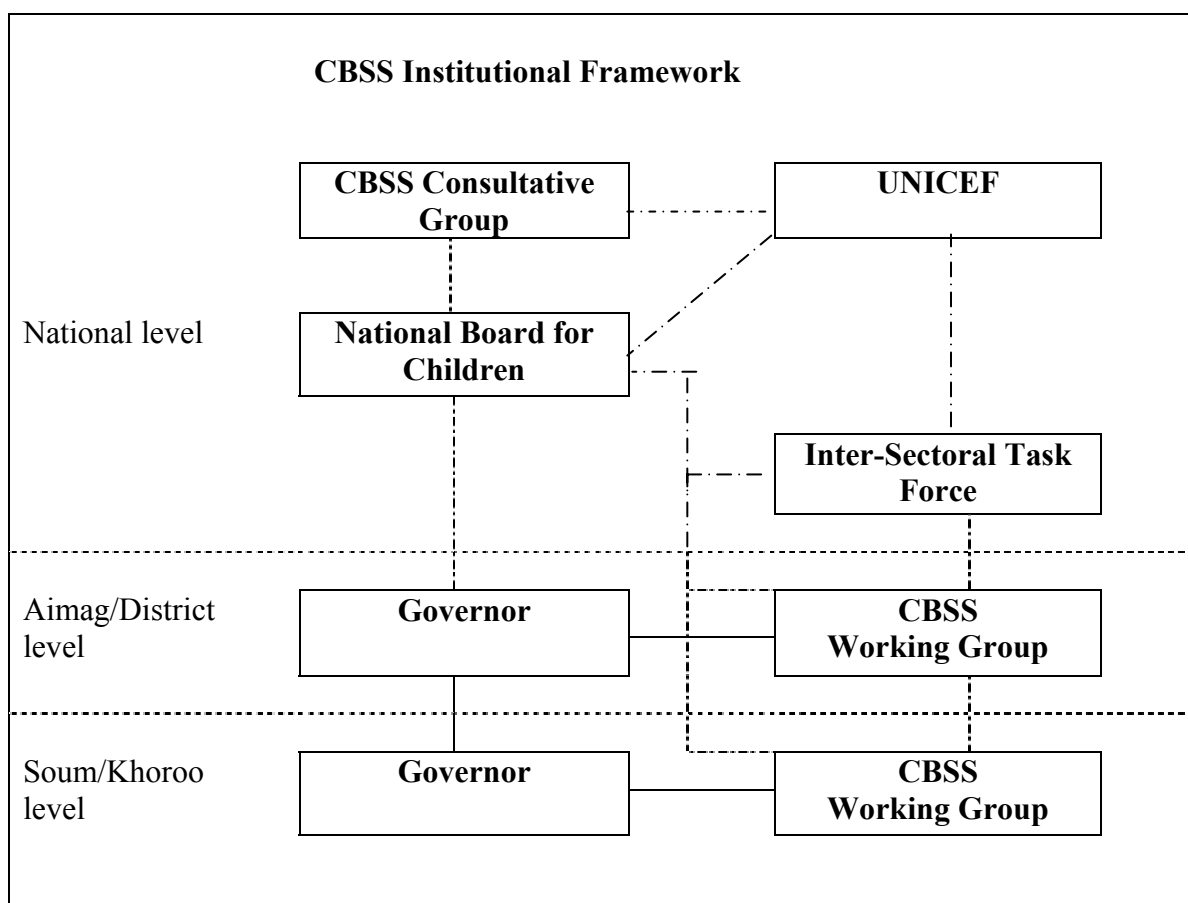 CBSS Institutional Framework
CBSS Consultative
Group
UNICEF
National level
National Board for
Children
Inter-Sectoral Task
Force
Aimag/District
level
Governor
CBSS
Working Group
Soum/Khoroo
level
Governor
CBSS
Working Group